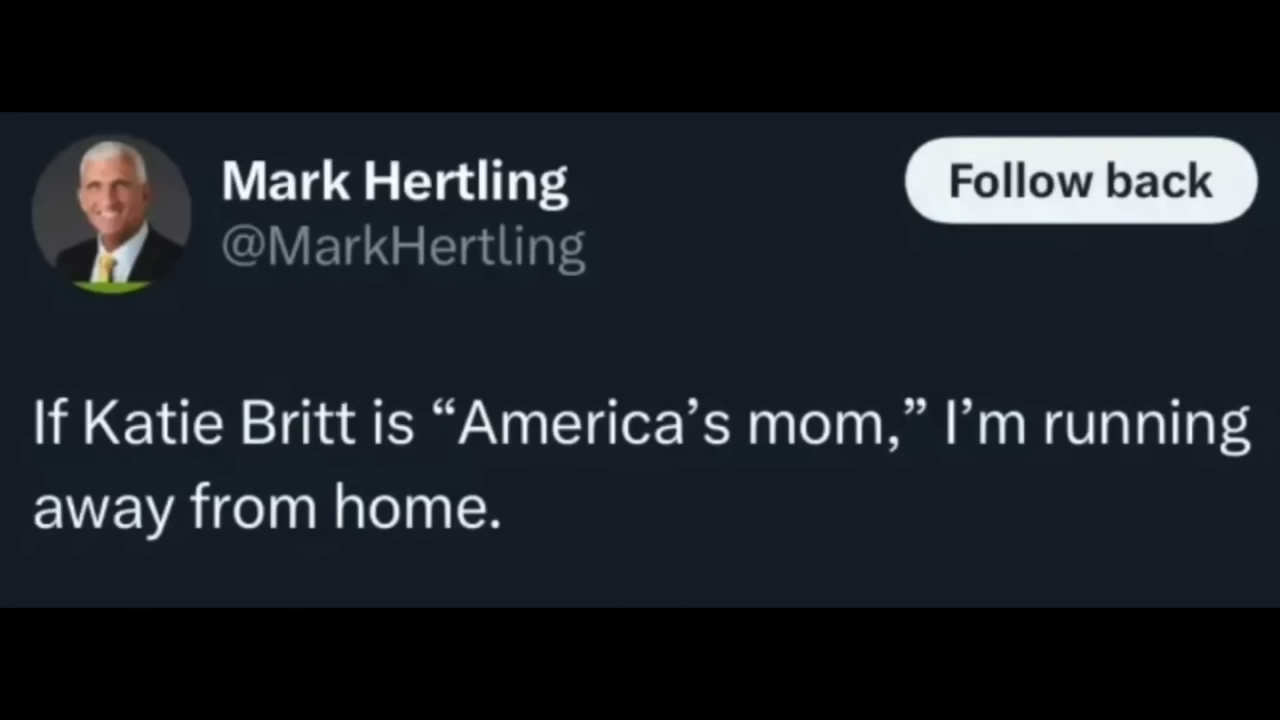 Mark Hertling
Follow back
@MarkHertling
If Katie Britt is “America’s mom,” I’m running
away from home.